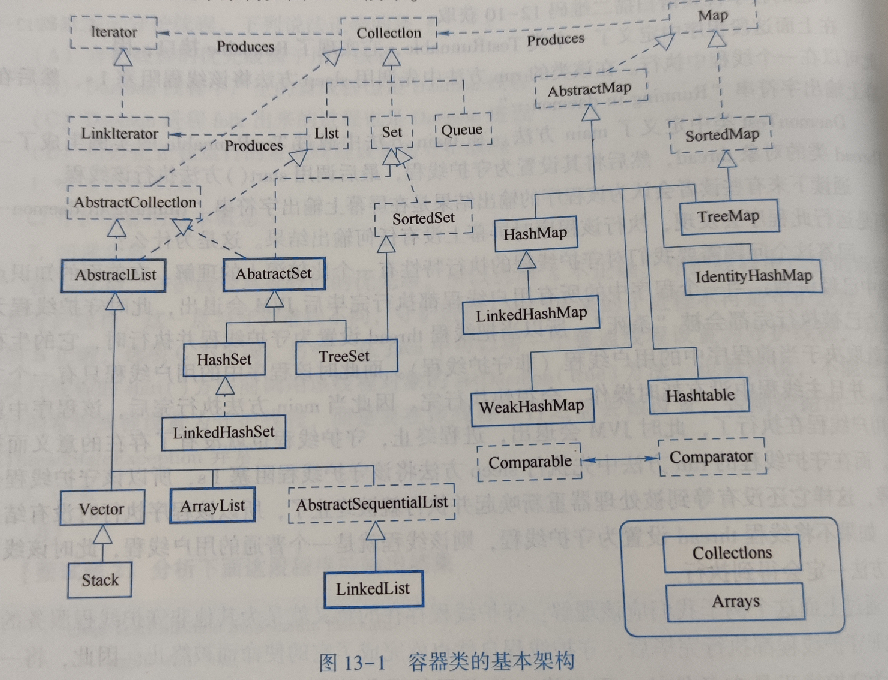 Iterator
Produces
Collection
Produces
Map
AbstractMap
LinkIterator
Produces
LIst
Set
Queue
SortedMap
AbstractCollection
SortedSet
HashMap
TreeMap
AbstraclList
AbatractSet
IdentityHashMap
LinkedHashMap
HashSet
TreeSet
WeakHashMap
Hashtable
LinkedHashSet
Comparable
Comparator
Vector
ArrayList
AbstractSequentialList
Stack
LinkedList
CollectIons
Arrays
图 13-1 容器类的基本架构